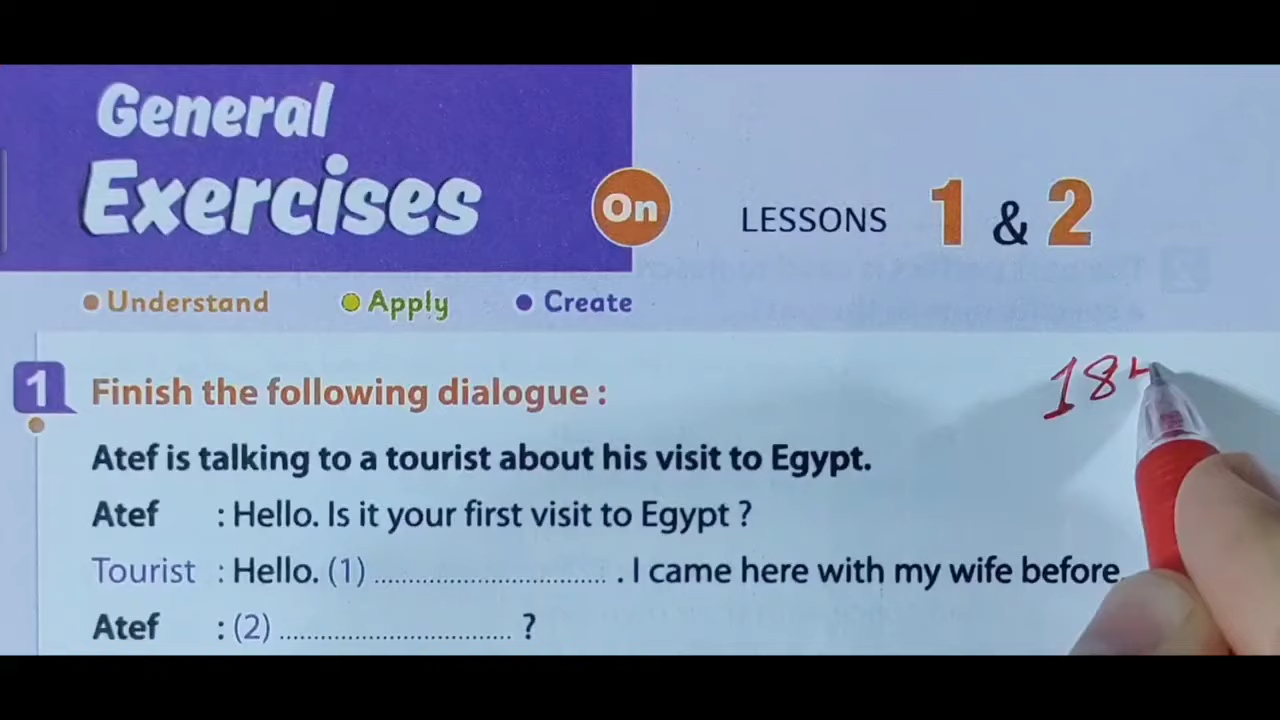 General
Exercises On LESSONS 1 & 2
Understand Apply Create
1 Finish the following dialogue :
Atef is talking to a tourist about his visit to Egypt.
Atef : Hello. Is it your first visit to Egypt ?
Tourist : Hello. (1) .................................. . I came here with my wife before.
Atef : (2) .................................. ?